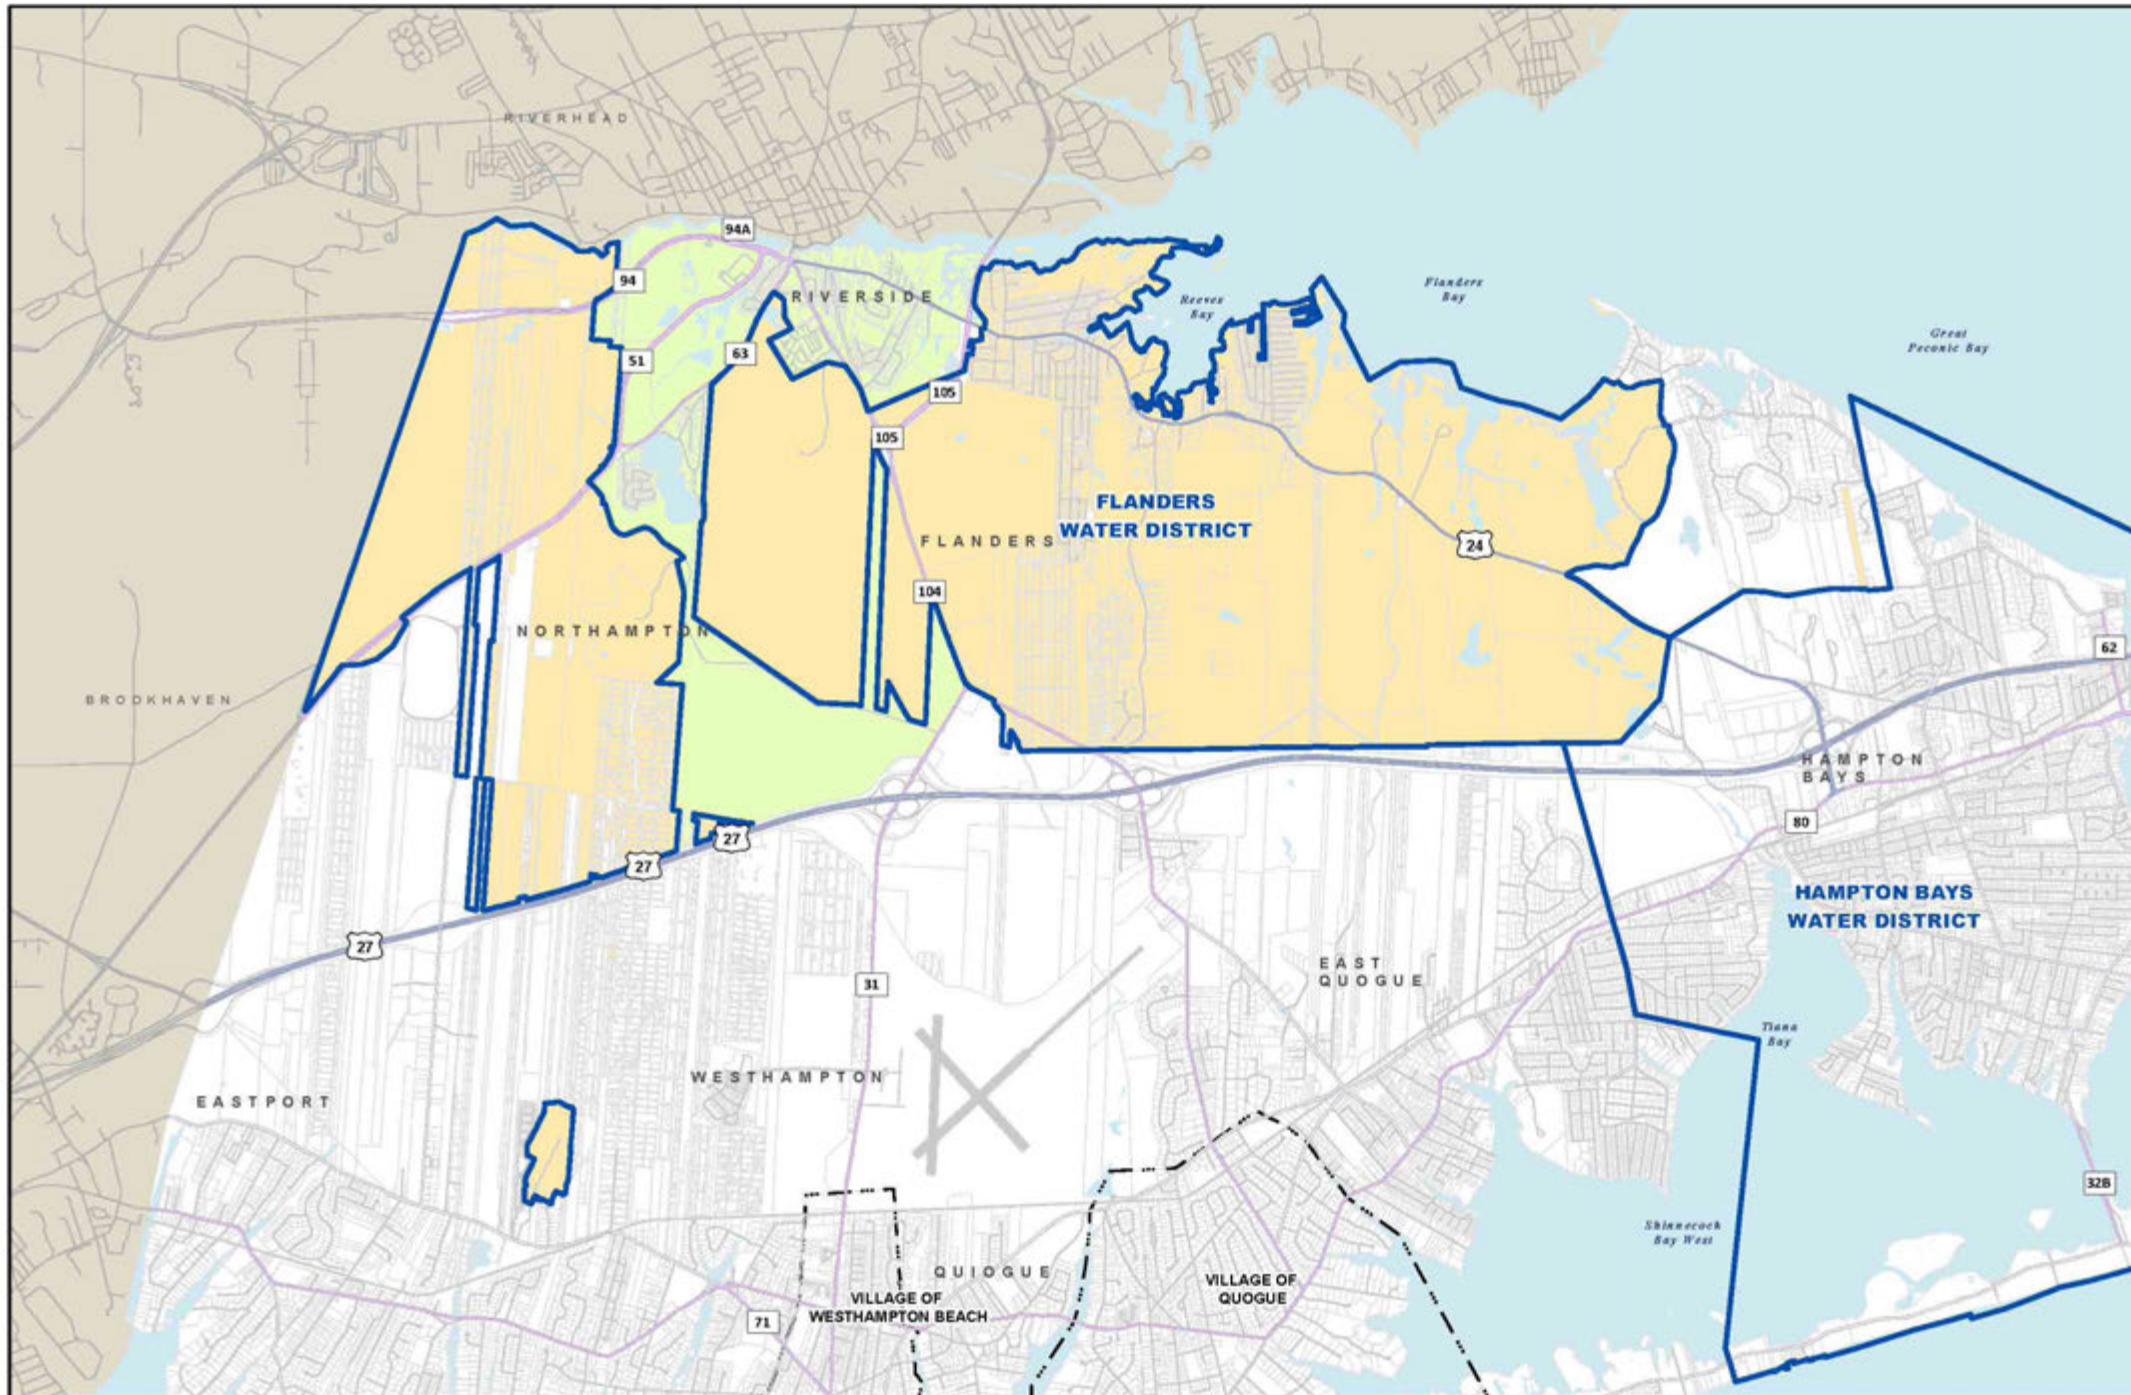 RIVERHEAD
94A
94
RIVERSIDE
Reeves
Bay
Flanders
Bay
Great
Peconic Bay
51
63
105
105
FLANDERS
WATER DISTRICT
FLANDERS
24
104
NORTHAMPTON
62
BRODKHAVEN
HAMPTON
BAYS
80
27
27
HAMPTON BAYS
WATER DISTRICT
27
EAST
QUOGUE
31
Tiana
Bay
WESTHAMPTON
EASTPORT
32B
Shinnecock
Bay West
QUIOGUE
VILLAGE OF
QUOGUE
VILLAGE OF
WESTHAMPTON BEACH
71